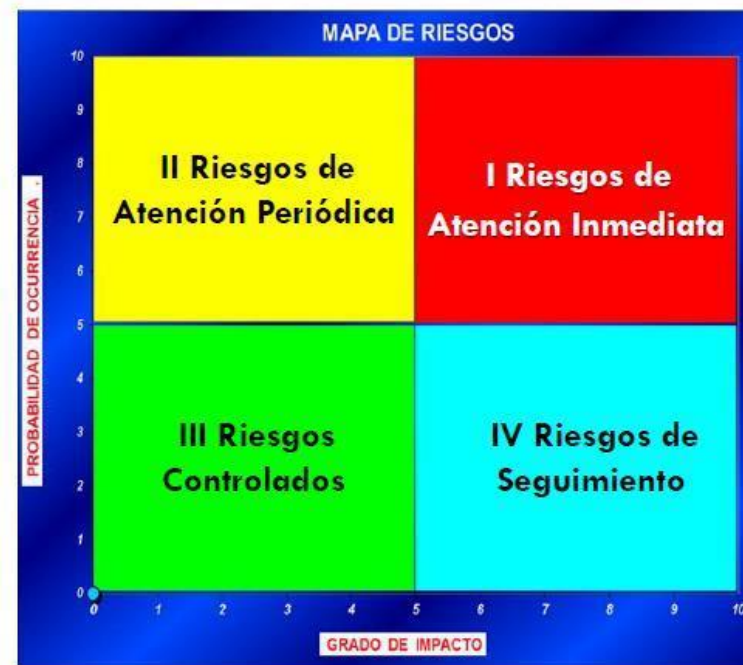 MAPA DE RIESGOS
PROBABILIDAD DE OCURRENCIA .
10
9
8
7
6
5
4
3
2
1
0
II Riesgos de
Atención Periódica
I Riesgos de
Atención Inmediata
III Riesgos
Controlados
IV Riesgos de
Seguimiento
0 1 2 3 4 5 6 7 8 9 10
GRADO DE IMPACTO